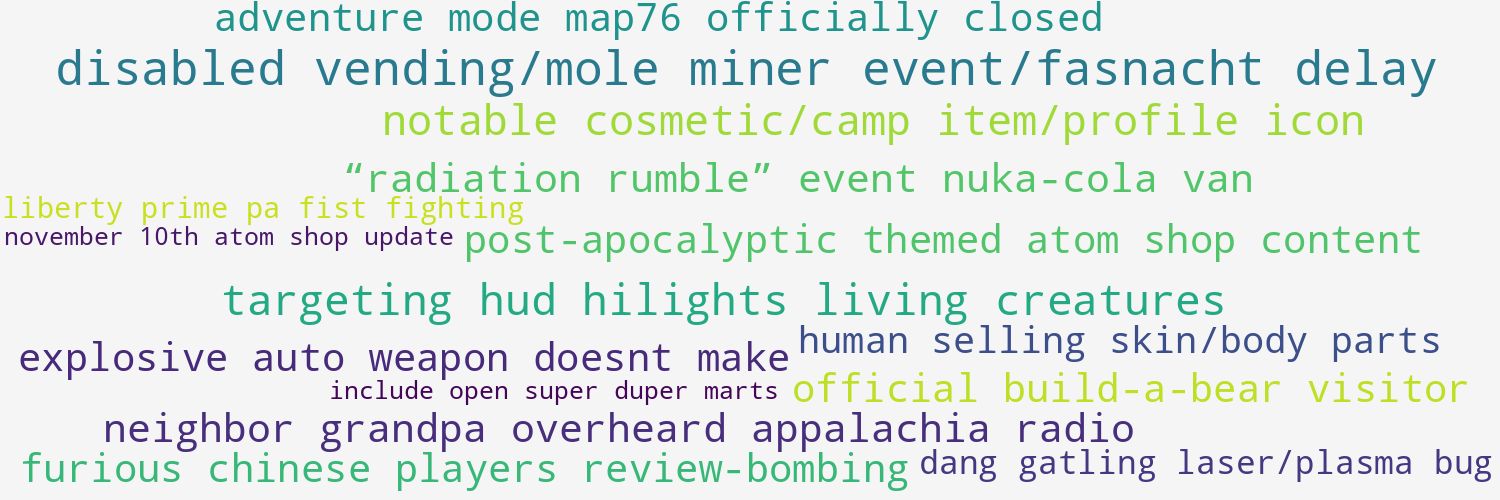 adventure mode map76 officially closed
disabled vending/mole miner event/fasnacht delay
notable cosmetic/camp item/profile icon
“radiation rumble” event nuka-cola van
liberty prime pa fist fighting
november 10th atom shop update
post-apocalyptic themed atom shop content
targeting hud hilights living creatures
human selling skin/body parts
explosive auto weapon doesnt make
include open super duper marts
official build-a-bear visitor
neighbor grandpa overheard appalachia radio
furious chinese players review-bombing
dang gatling laser/plasma bug